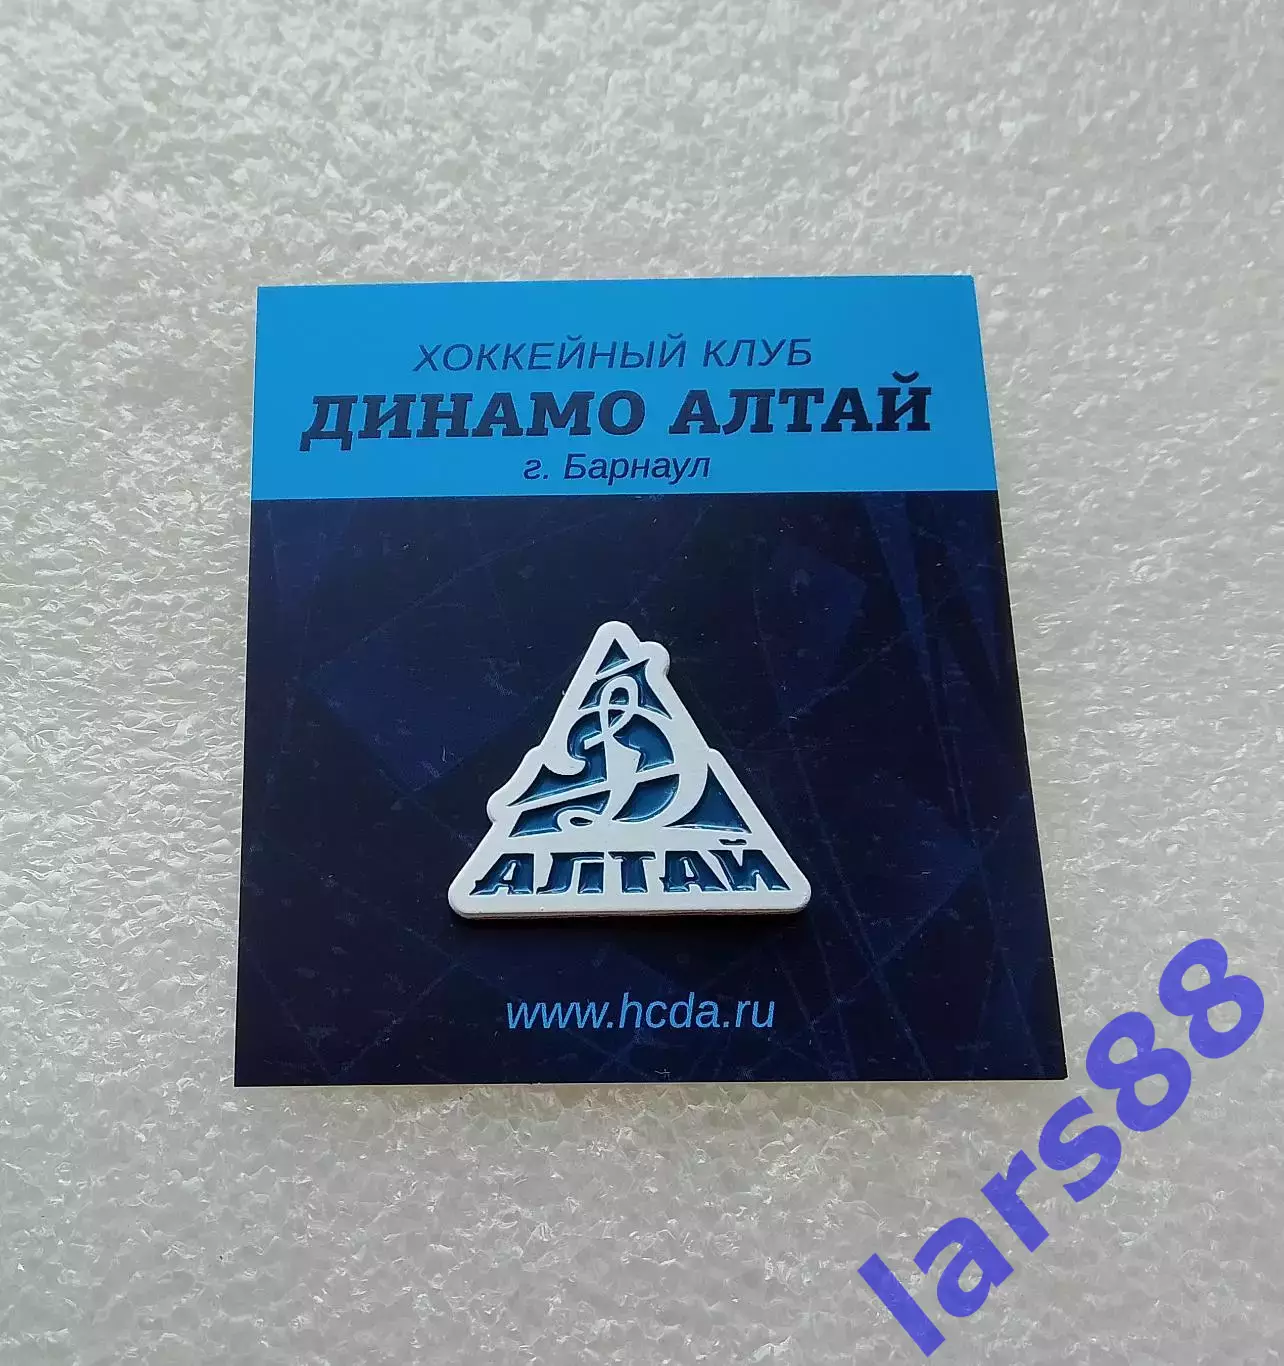 ХОККЕЙНЫЙ КЛУБ
ДИНАМО АЛТАЙ
г. Барнаул
Д
АЛТАЙ
www.hcda.ru
lars88